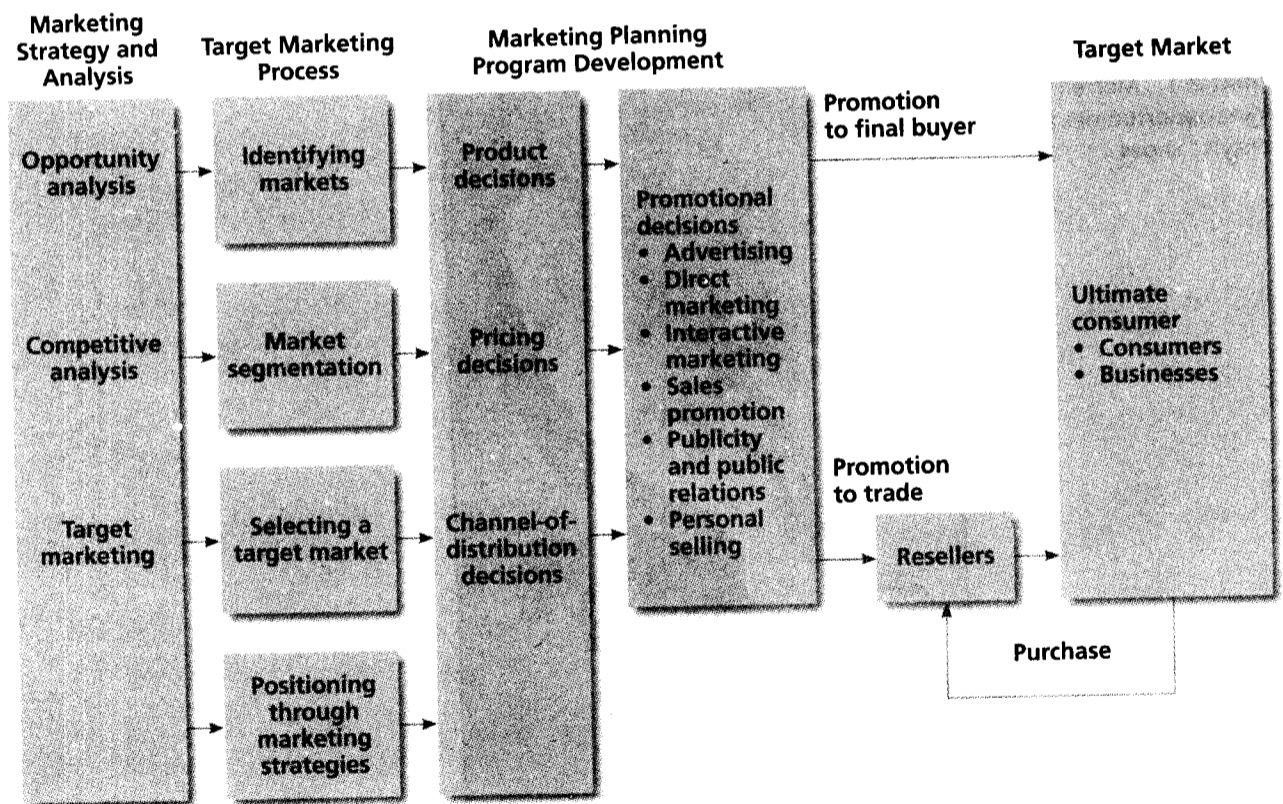 Marketing
Strategy and
Analysis
Target Marketing
Process
Marketing Planning
Program Development
Target Market
Opportunity
analysis
Competitive
analysis
Target
marketing
Identifying
markets
Market
segmentation
Selecting a
target market
Positioning
through
marketing
strategies
Product
decisions
Pricing
decisions
Channel-of-
distribution
decisions
Promotional
decisions
• Advertising
• Direct
marketing
• Interactive
marketing
• Sales
promotion
• Publicity
and public
relations
• Personal
selling
Promotion
to final buyer
Promotion
to trade
Resellers
Ultimate
consumer
• Consumers
• Businesses
Purchase